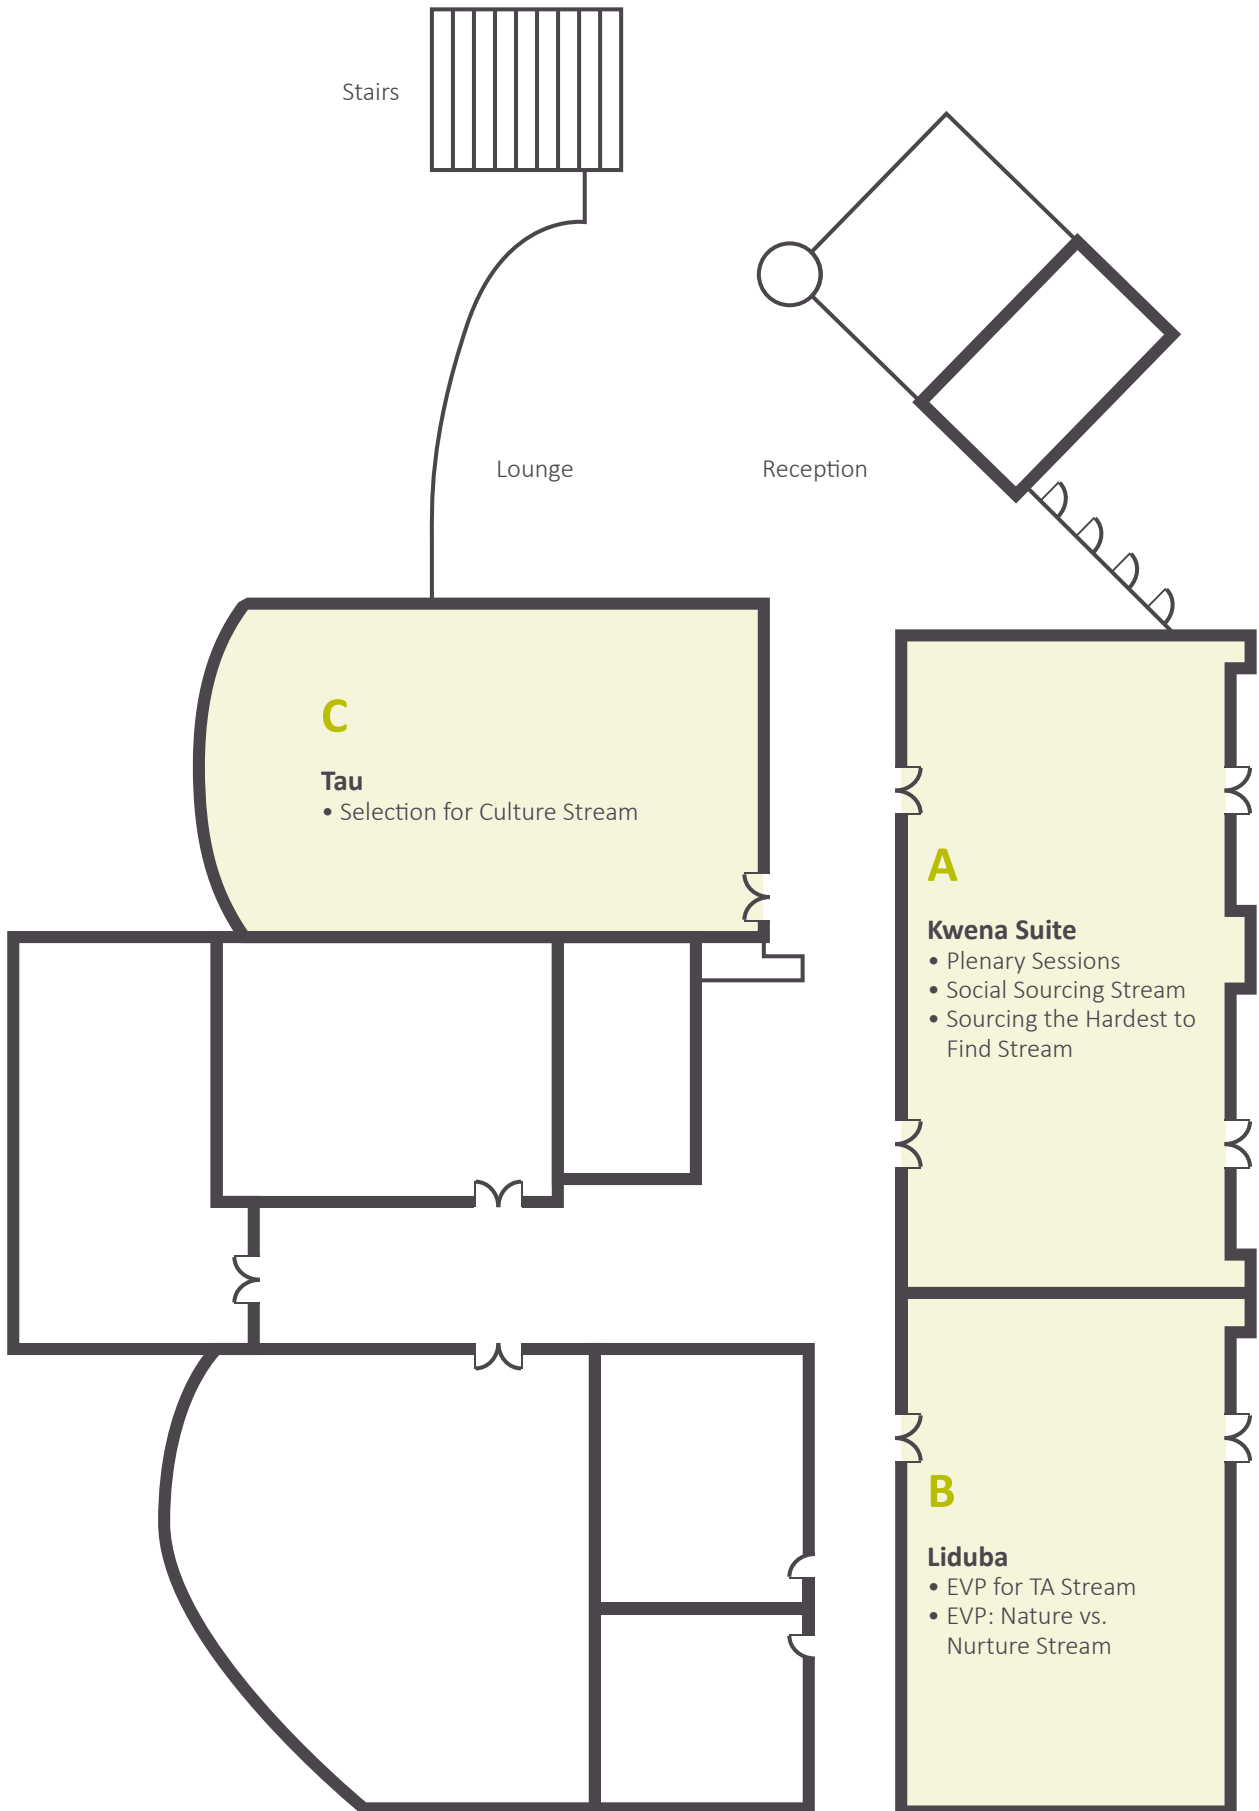 Stairs
Lounge
Reception
C
Tau
• Selection for Culture Stream
A
Kwena Suite
• Plenary Sessions
• Social Sourcing Stream
• Sourcing the Hardest to
Find Stream
B
Liduba
• EVP for TA Stream
• EVP: Nature vs.
Nurture Stream